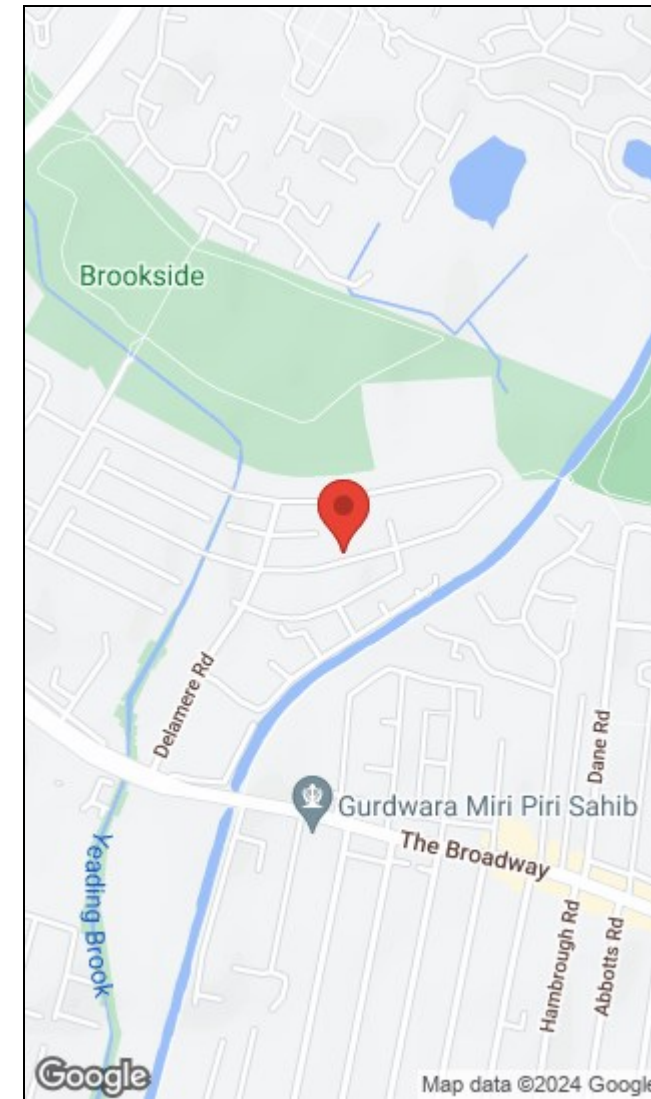 Brookside
Delamere Rd
Dane Rd
Gurdwara Miri Piri Sahib
The Broadway
Yeading Brook
Hambrough Rd
Abbotts Rd
Google
Map data ©2024 Google